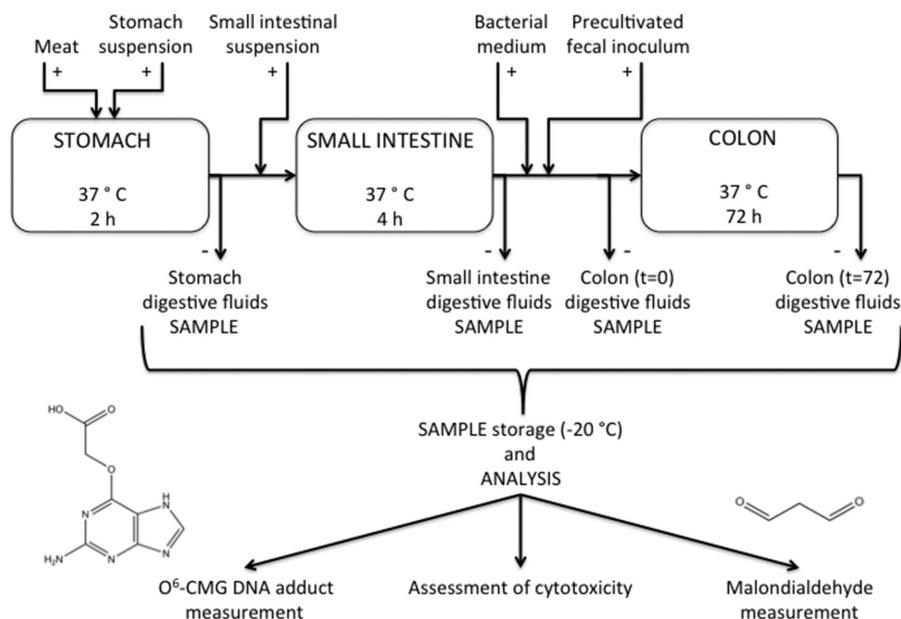 Meat
Stomach
suspension
Small intestinal
suspension
Bacterial
medium
Precultivated
fecal inoculum
+
+
+
+
+
STOMACH
37 ° C
2 h
SMALL INTESTINE
37 ° C
4 h
COLON
37 ° C
72 h
-
-
-
-
Stomach
digestive fluids
SAMPLE
Small intestine
digestive fluids
SAMPLE
Colon (t=0)
digestive fluids
SAMPLE
Colon (t=72)
digestive fluids
SAMPLE
SAMPLE storage (-20 °C)
and
ANALYSIS
HO
O
O
N
H
N
H₂N
N
N
O
O
O⁶-CMG DNA adduct
measurement
Assessment of cytotoxicity
Malondialdehyde
measurement